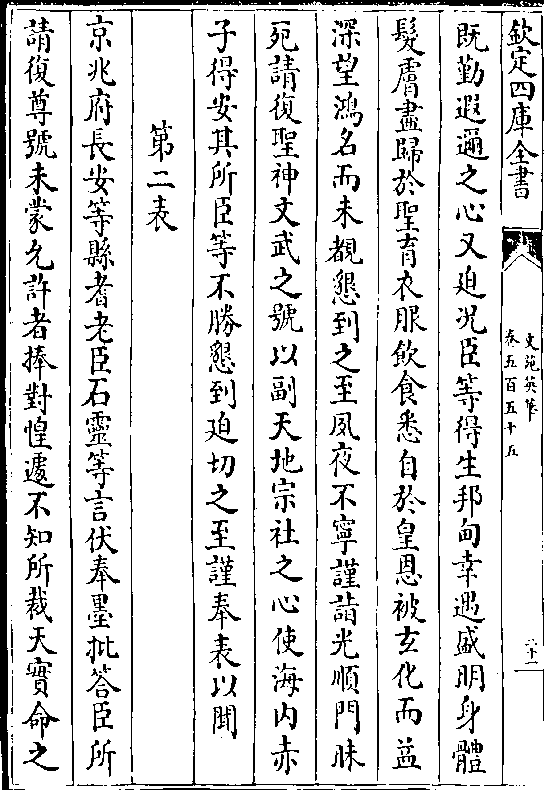 欽定四庫全書
文苑英華
卷五百五十五
二十一
既勤遐邇之心又迫况臣等得生邦甸幸遇盛明身體
髮膚盡歸於聖育衣服飲食悉自於皇恩被玄化而益
深望鴻名而未覩懇到之至夙夜不寧謹詣光順門昧
死請復聖神文武之號以副天地宗社之心使海内赤
子得安其所臣等不勝懇到迫切之至謹奉表以聞
第二表
京兆府長安等縣耆老臣石靈等言伏奉墨批答臣所
請復尊號未蒙允許者捧對惶遽不知所裁天實命之